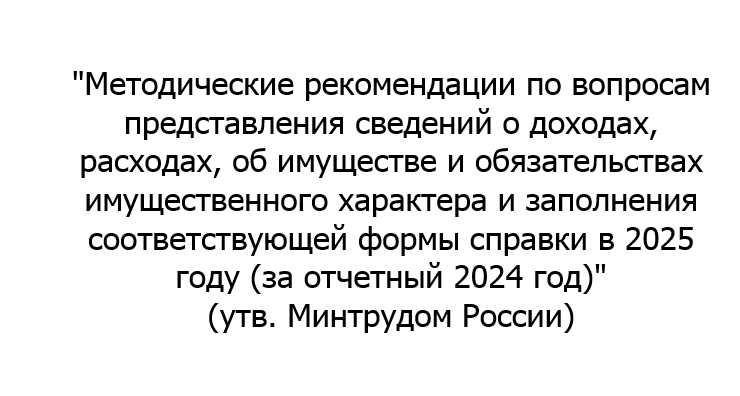 "Методические рекомендации по вопросам
представления сведений о доходах,
расходах, об имуществе и обязательствах
имущественного характера и заполнения
соответствующей формы справки в 2025
году (за отчетный 2024 год)"
(утв. Минтрудом России)